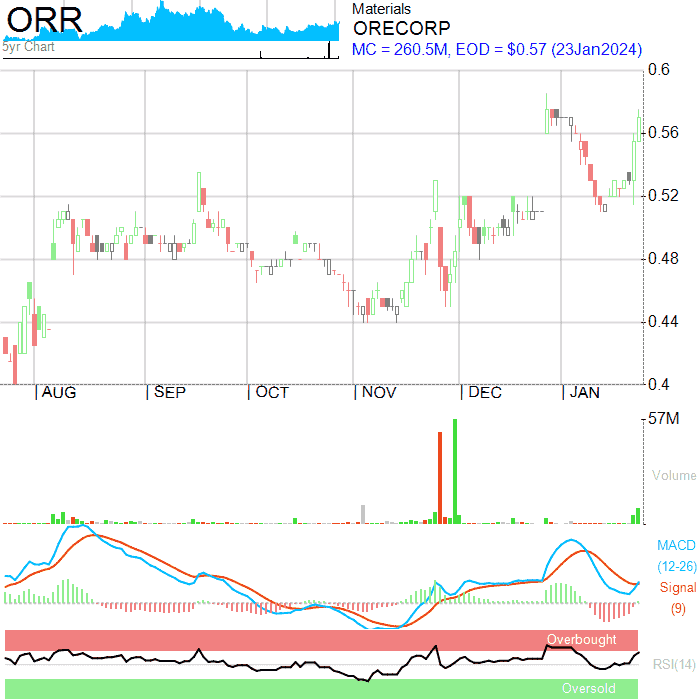 ORR
5yr Chart
Materials
ORECORP
MC = 260.5M, EOD = $0.57 (23Jan2024)
0.6
0.56
0.52
0.48
0.44
0.4
AUG SEP OCT NOV DEC JAN
57M
Volume
MACD
(12-26)
Signal
(9)
Overbought
RSI(14)
Oversold